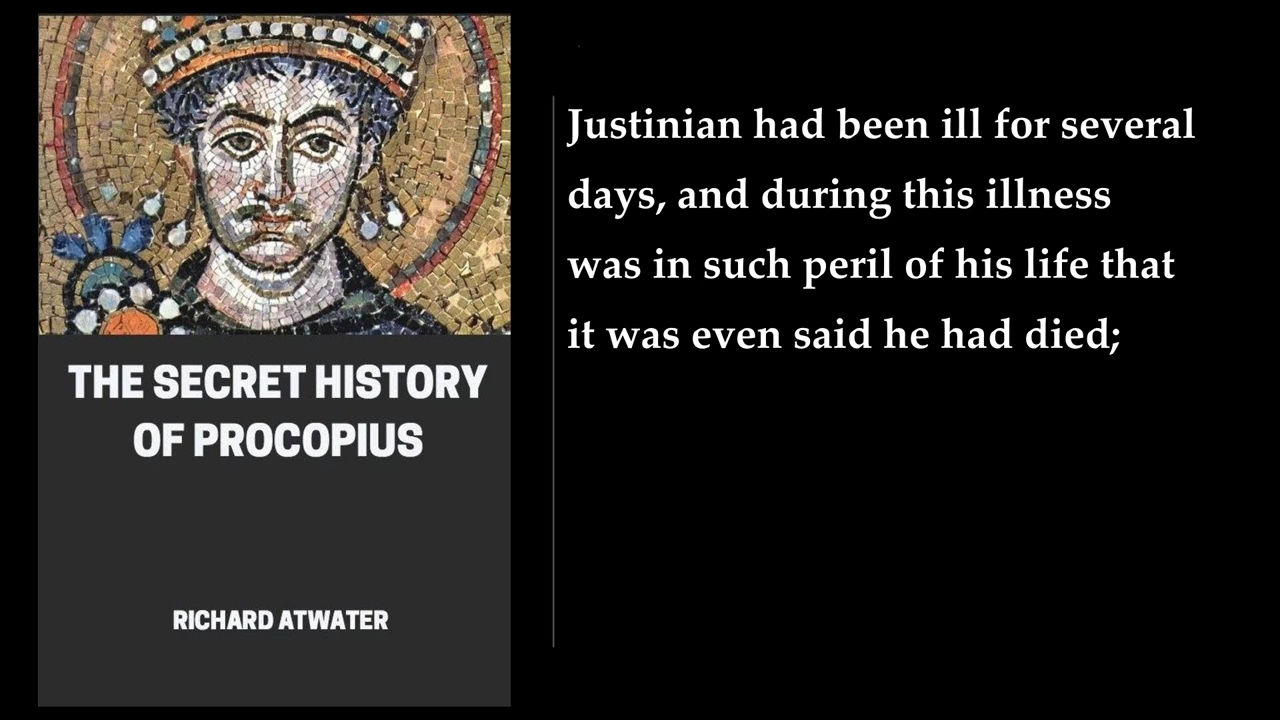 THE SECRET HISTORY
OF PROCOPIUS
RICHARD ATWATER
Justinian had been ill for several
days, and during this illness
was in such peril of his life that
it was even said he had died;